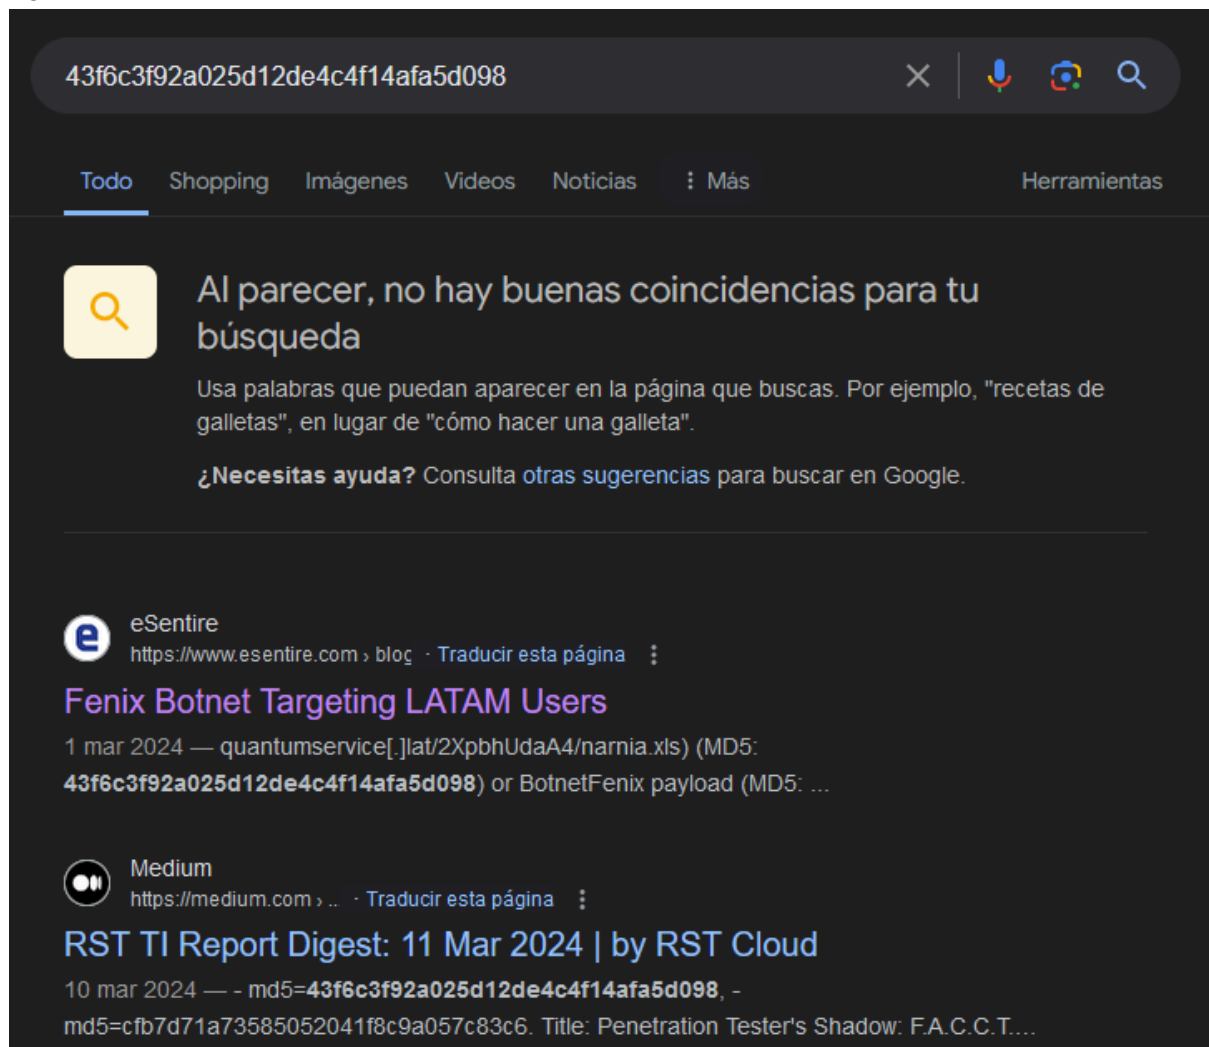 43f6c3f92a025d12de4c4f14afa5d098
Todo Shopping Imágenes Videos Noticias Más Herramientas
Al parecer, no hay buenas coincidencias para tu
búsqueda
Usa palabras que puedan aparecer en la página que buscas. Por ejemplo, "recetas de
galletas", en lugar de "cómo hacer una galleta".
¿Necesitas ayuda? Consulta otras sugerencias para buscar en Google.
eSentire
https://www.esentire.com › blog · Traducir esta página
Fenix Botnet Targeting LATAM Users
1 mar 2024 — quantumservice[.]lat/2XpbhUdaA4/narnia.xls) (MD5:
43f6c3f92a025d12de4c4f14afa5d098) or BotnetFenix payload (MD5: ...
Medium
https://medium.com › .. · Traducir esta página
RST TI Report Digest: 11 Mar 2024 | by RST Cloud
10 mar 2024 — - md5=43f6c3f92a025d12de4c4f14afa5d098, -
md5=cfb7d71a73585052041f8c9a057c83c6. Title: Penetration Tester's Shadow: F.A.C.C.T....